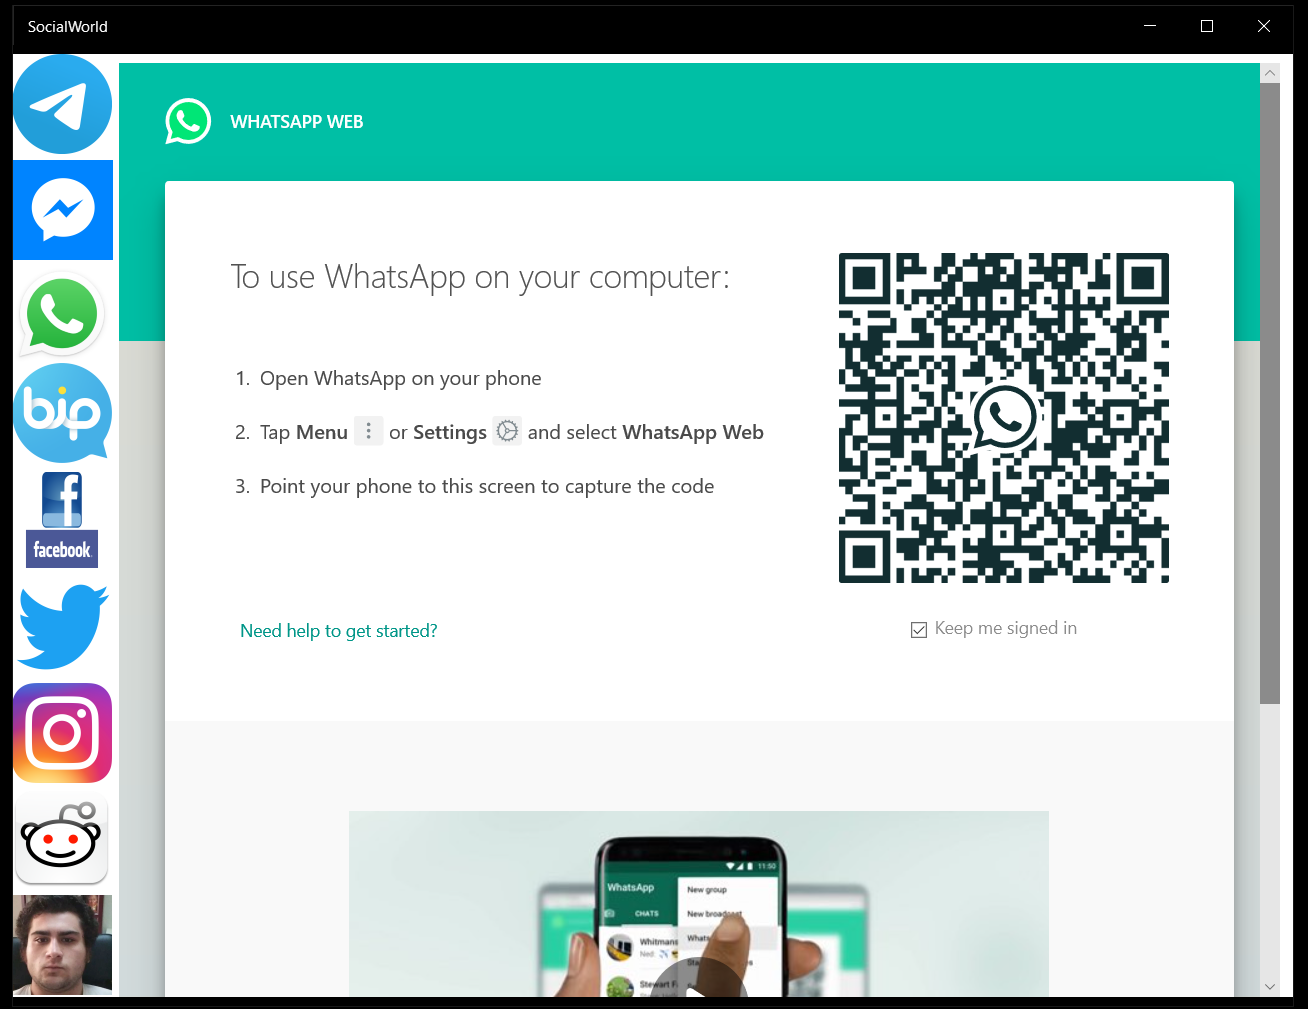 SocialWorld
WHATSAPP WEB
To use WhatsApp on your computer:
1. Open WhatsApp on your phone
2. Tap Menu or Settings and select WhatsApp Web
3. Point your phone to this screen to capture the code
Need help to get started?
Keep me signed in
bip
facebook
11:50
WhatsApp
New group
New broadcast
CHATS
Whats
Whitmans
Ned:
Stewart F